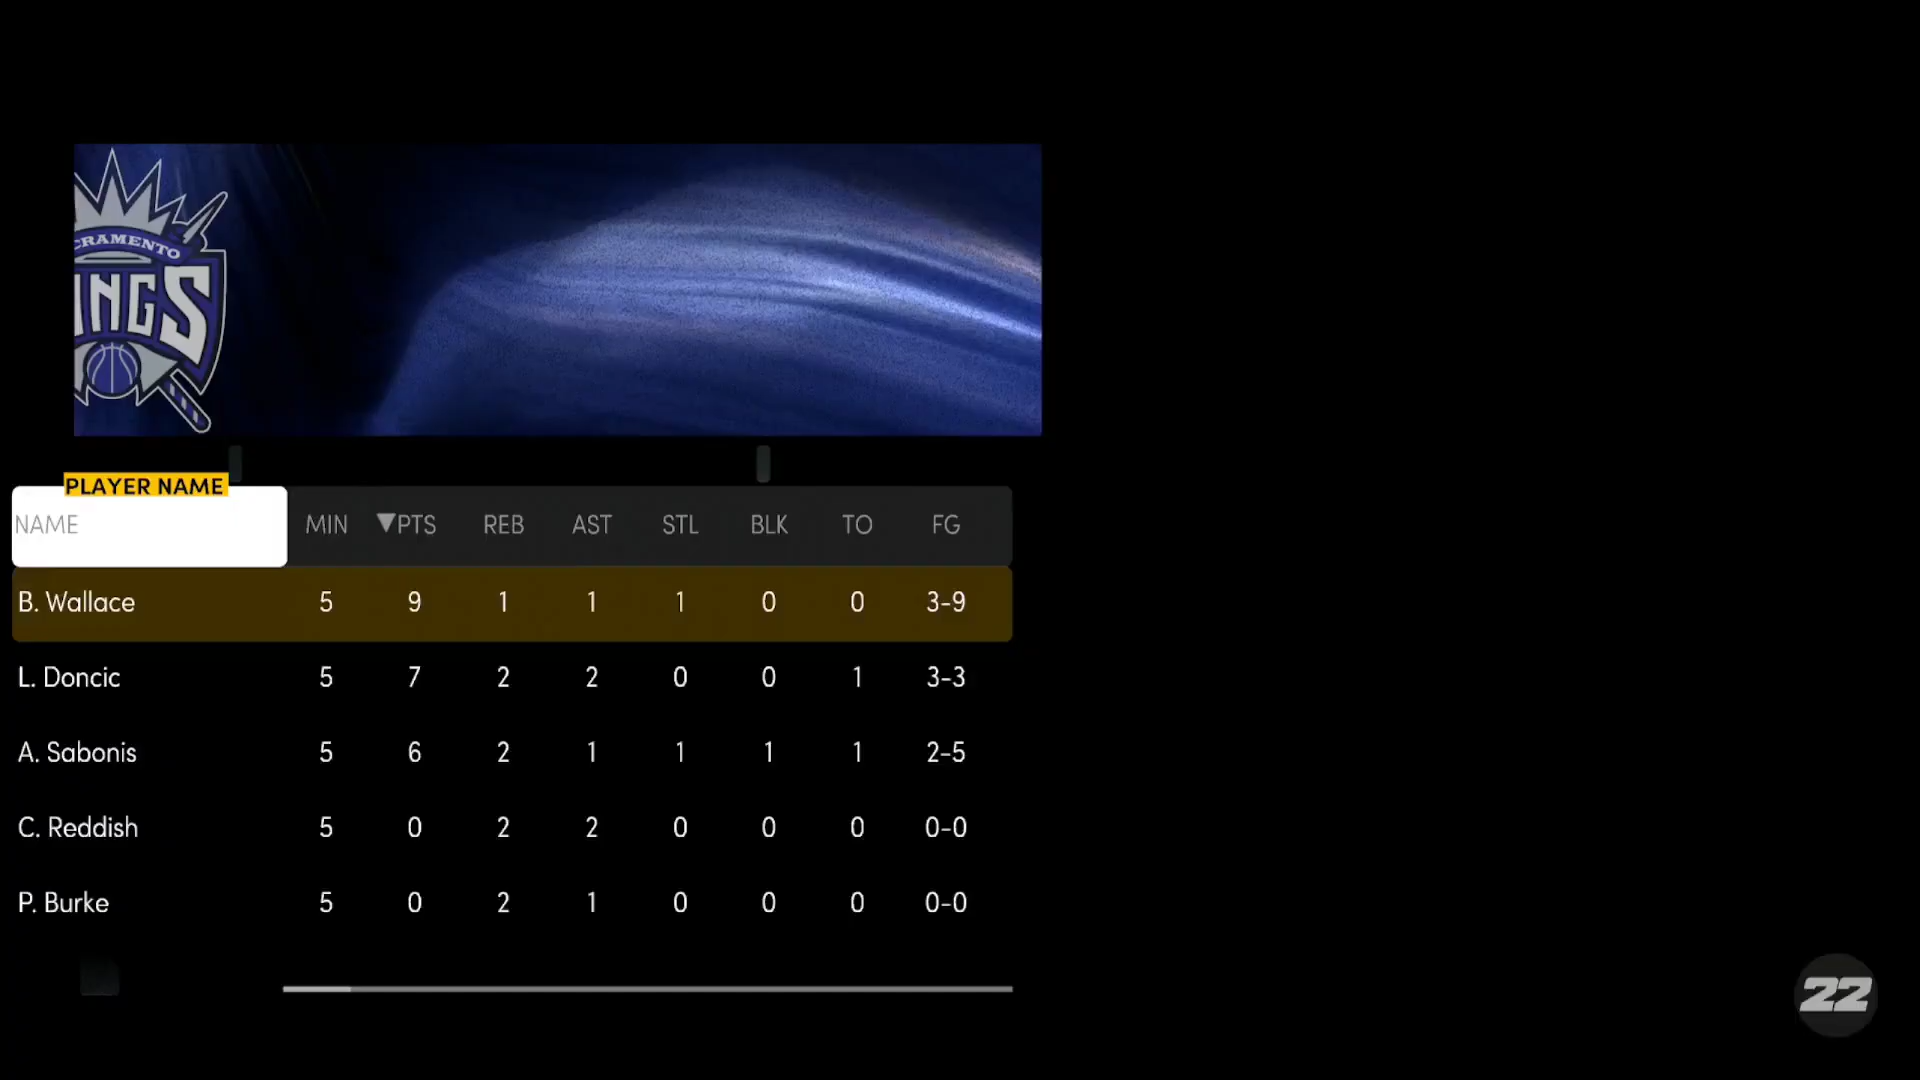 CRAMENTO
INGS
PLAYER NAME
NAME MIN ▼PTS REB AST STL BLK TO FG
B. Wallace 5 9 1 1 1 0 0 3-9
L. Doncic 5 7 2 2 0 0 1 3-3
A. Sabonis 5 6 2 1 1 1 1 2-5
C. Reddish 5 0 2 2 0 0 0 0-0
P. Burke 5 0 2 1 0 0 0 0-0
22